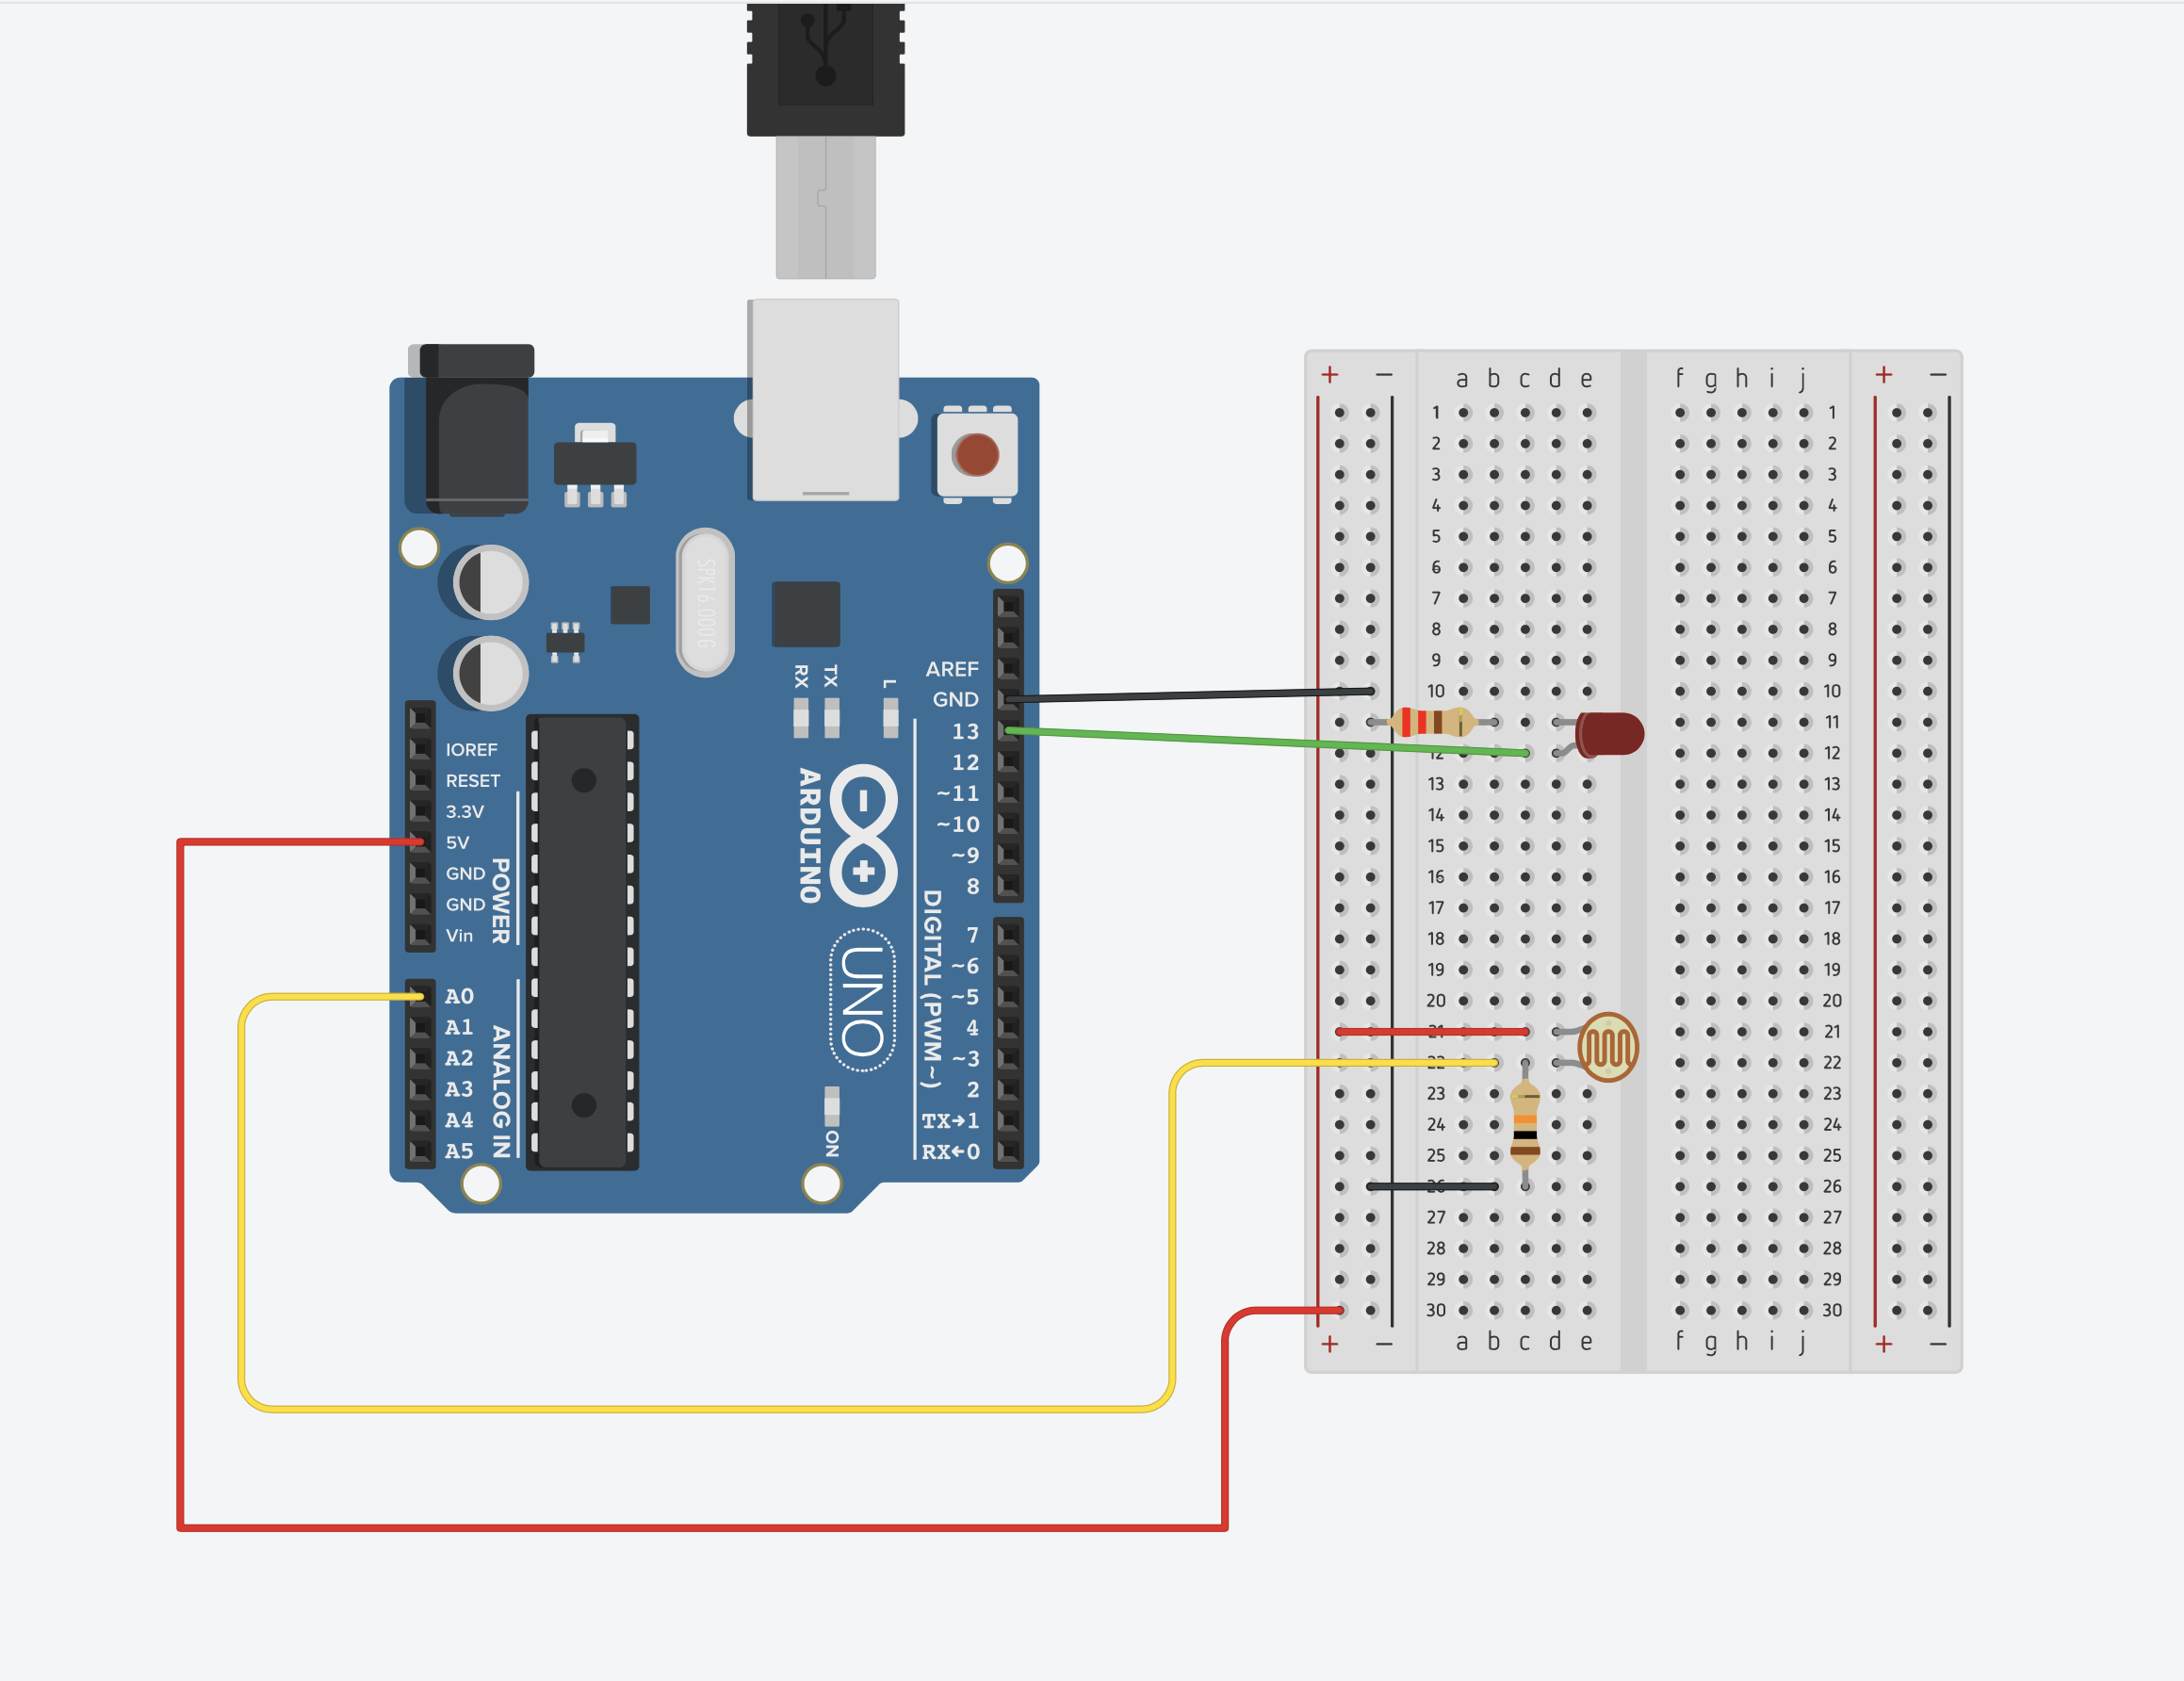 SPK16.000G
RX
TX
L
AREF
GND
13
12
~11
~10
~9
8
7
~6
~5
4
~3
2
TX→1
RX←0
DIGITAL (PWM~)
IOREF
RESET
3.3V
5V
GND
GND
Vin
POWER
A0
A1
A2
A3
A4
A5
ANALOG IN
ARDUINO
UNO
ON
+ − a b c d e f g h i j + −
1 1
2 2
3 3
4 4
5 5
6 6
7 7
8 8
9 9
10 10
11 11
12 12
13 13
14 14
15 15
16 16
17 17
18 18
19 19
20 20
21 21
22 22
23 23
24 24
25 25
26 26
27 27
28 28
29 29
30 30
+ − a b c d e f g h i j + −